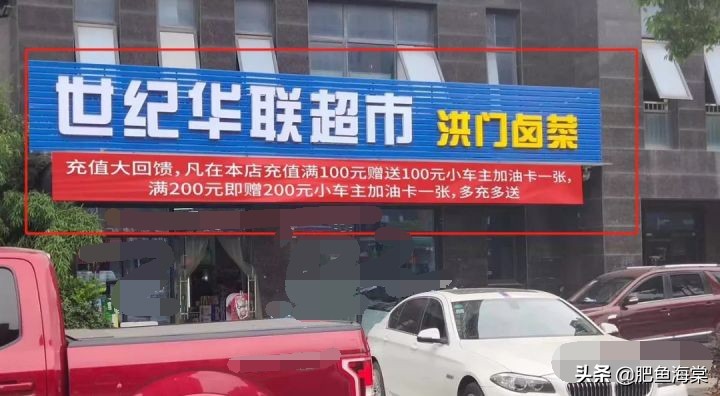 世纪华联超市 洪门卤菜
充值大回馈,凡在本店充值满100元赠送100元小车主加油卡一张,
满200元即赠200元小车主加油卡一张,多充多送
头条 @肥鱼海棠